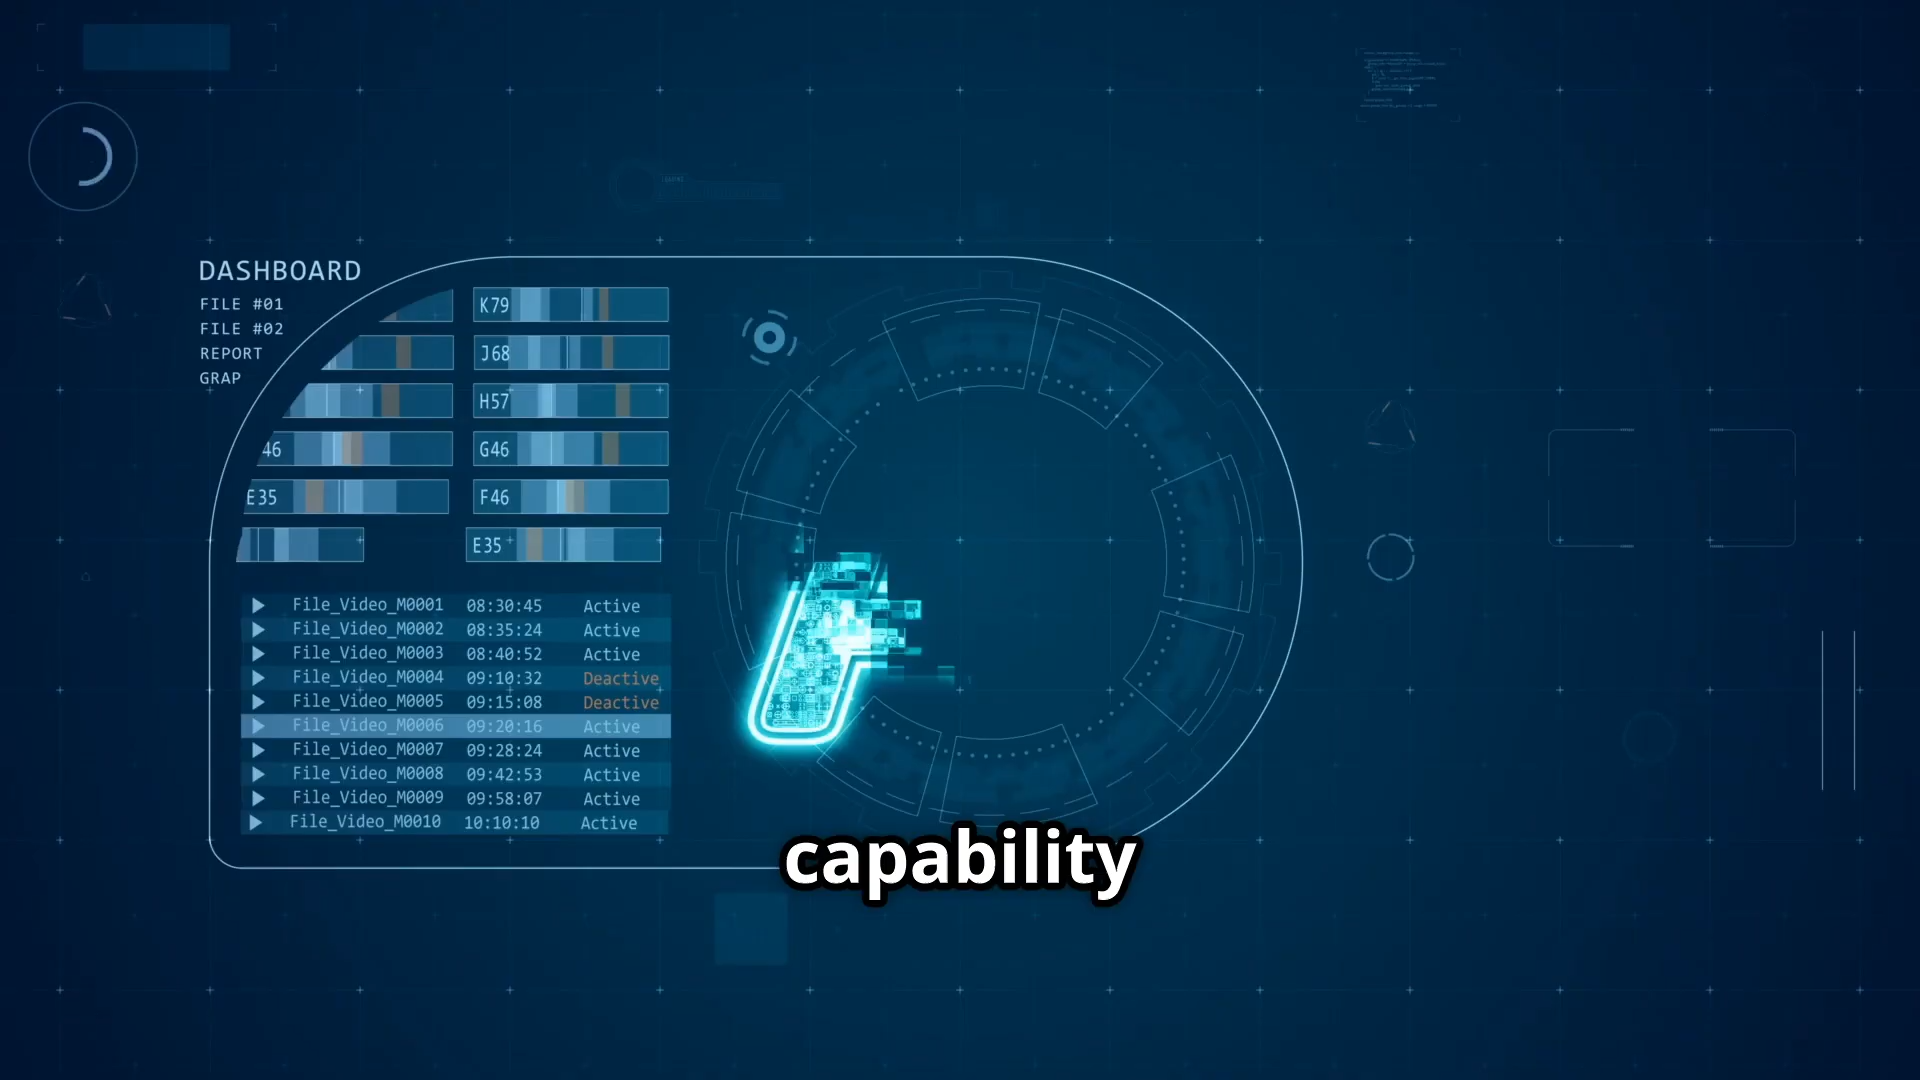 DASHBOARD
FILE #01
FILE #02
REPORT
GRAP
K79
J68
H57
46 G46
E35 F46
E35
File_Video_M0001 08:30:45 Active
File_Video_M0002 08:35:24 Active
File_Video_M0003 08:40:52 Active
File_Video_M0004 09:10:32 Deactive
File_Video_M0005 09:15:08 Deactive
File_Video_M0006 09:20:16 Active
File_Video_M0007 09:28:24 Active
File_Video_M0008 09:42:53 Active
File_Video_M0009 09:58:07 Active
File_Video_M0010 10:10:10 Active
capability